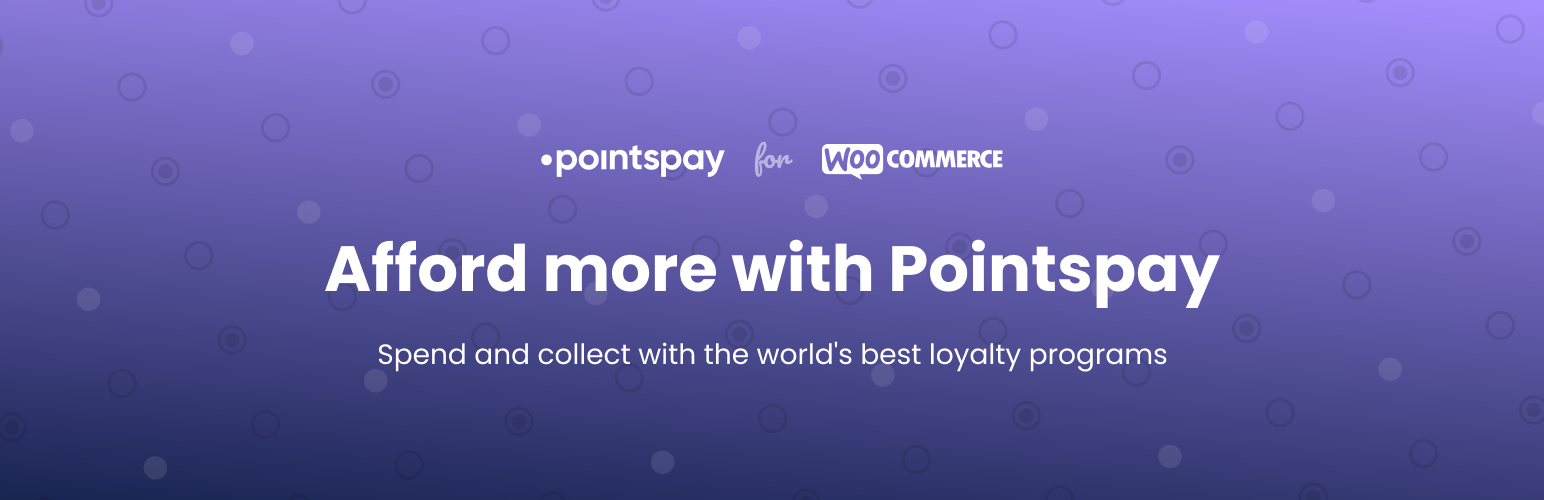 pointspay for WOO COMMERCE
Afford more with Pointspay
Spend and collect with the world's best loyalty programs